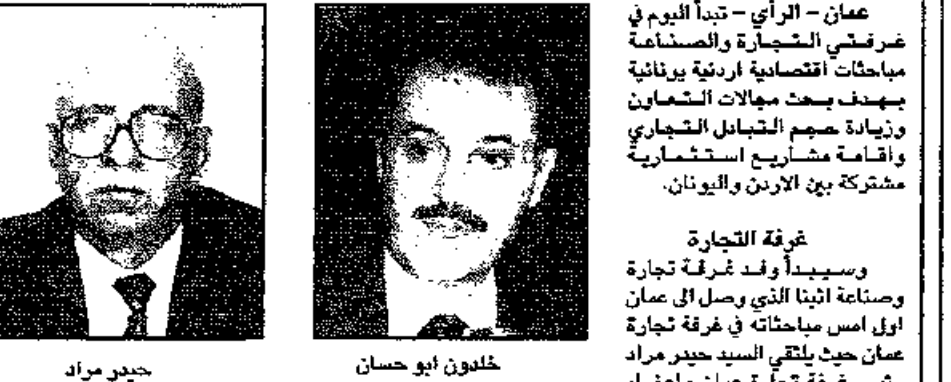 عمان – الرأي – تبدأ اليوم في
غرفتي التجارة والصناعة
مباحثات اقتصادية اردنية يونانية
بهدف بحث مجالات التعاون
وزيادة حجم التبادل التجاري
واقامة مشاريع استثمارية
مشتركة بين الاردن واليونان.
غرفة التجارة
وسيبدأ وفد غرفة تجارة
وصناعة اثينا الذي وصل الى عمان
اول امس مباحثاته في غرفة تجارة
عمان حيث يلتقي السيد حيدر مراد
خلدون ابو حسان
حيدر مراد